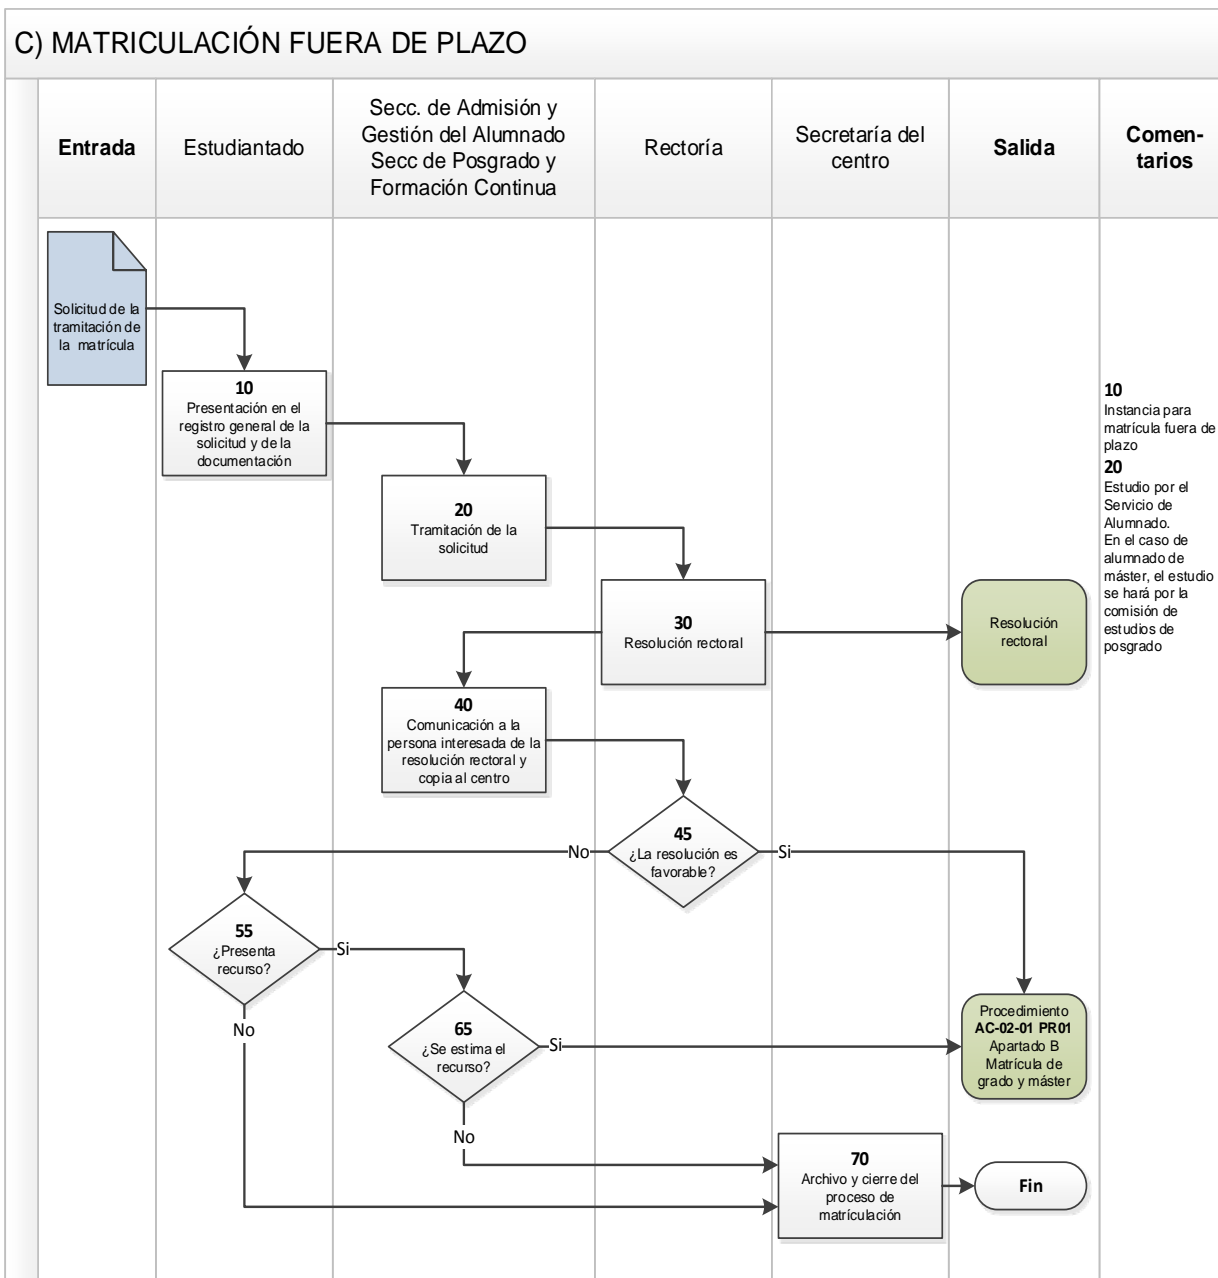 C) MATRICULACIÓN FUERA DE PLAZO
Entrada
Estudiantado
Secc. de Admisión y
Gestión del Alumnado
Secc de Posgrado y
Formación Continua
Rectoría
Secretaría del
centro
Salida
Comen-
tarios
Solicitud de la
tramitación de
la matrícula
10
Presentación en el
registro general de la
solicitud y de la
documentación
20
Tramitación de la
solicitud
30
Resolución rectoral
Resolución
rectoral
10
Instancia para
matrícula fuera de
plazo
20
Estudio por el
Servicio de
Alumnado.
En el caso de
alumnado de
máster, el estudio
se hará por la
comisión de
estudios de
posgrado
40
Comunicación a la
persona interesada de la
resolución rectoral y
copia al centro
45
¿La resolución es
favorable?
No
Si
55
¿Presenta
recurso?
Si
No
65
¿Se estima el
recurso?
Si
No
Procedimiento
AC-02-01 PR01
Apartado B
Matrícula de
grado y máster
70
Archivo y cierre del
proceso de
matrículación
Fin